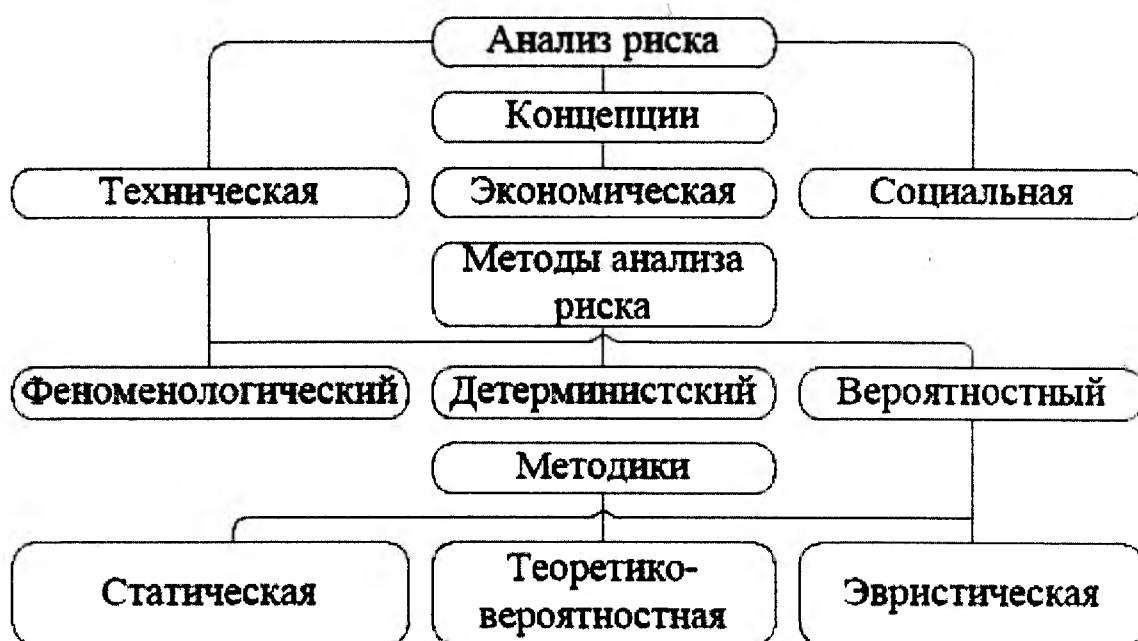 Анализ риска
Концепции
Техническая
Экономическая
Социальная
Методы анализа
риска
Феноменологический
Детерминистский
Вероятностный
Методики
Статическая
Теоретико-
вероятностная
Эвристическая